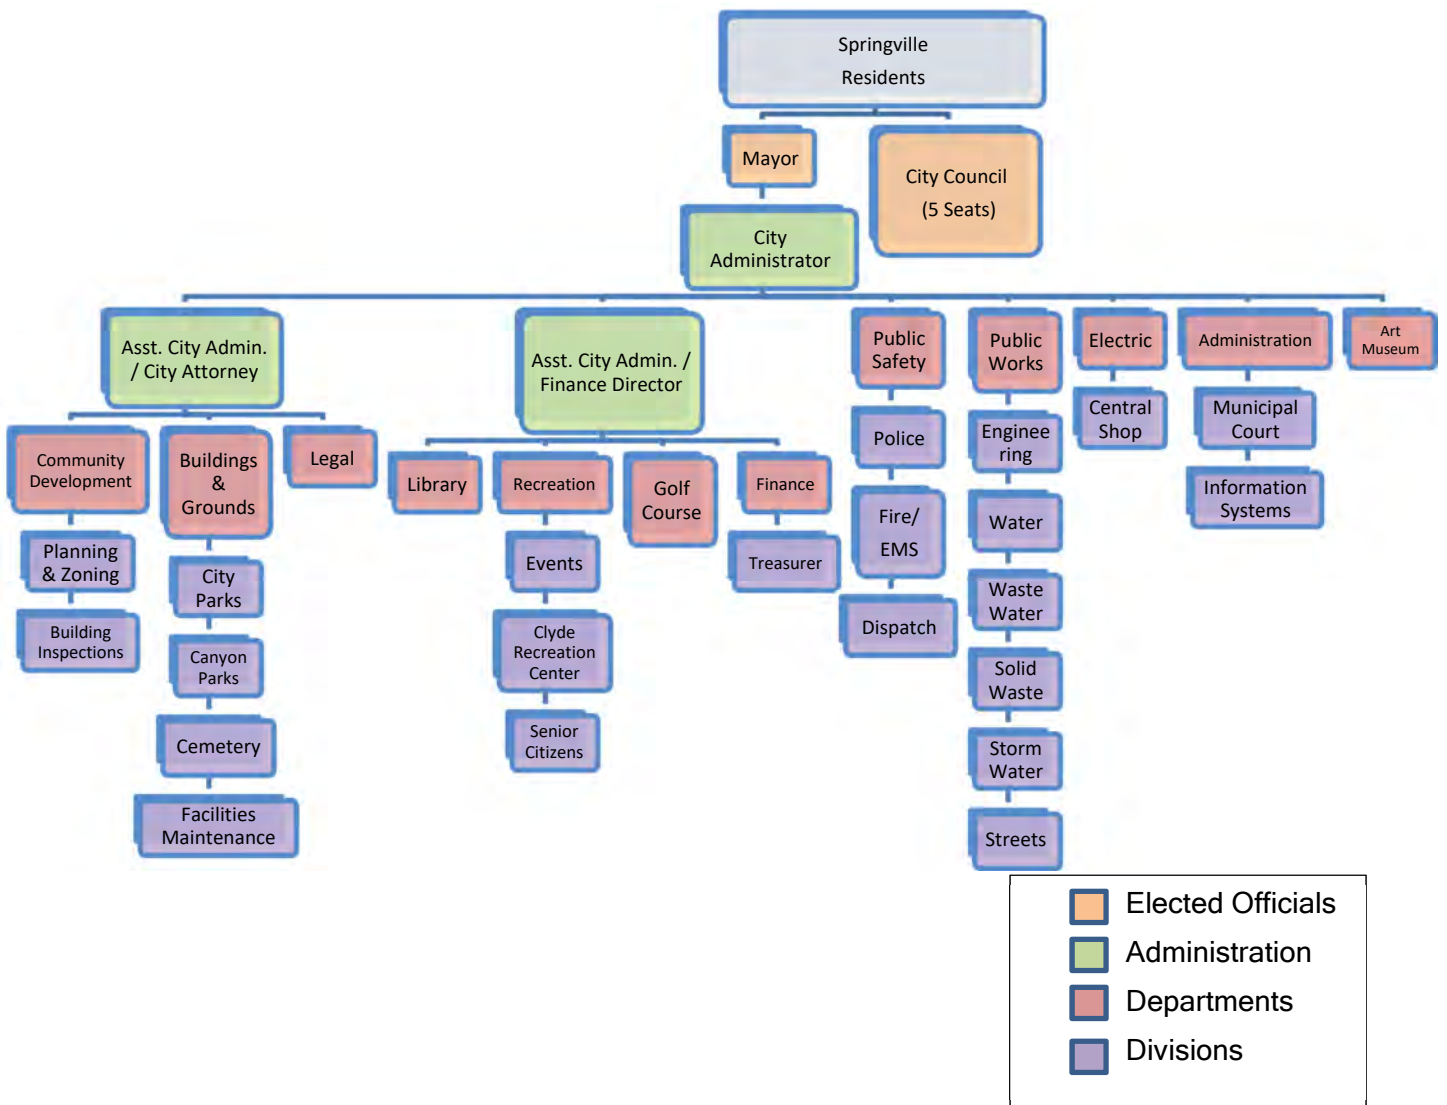 Springville
Residents
Mayor
City Council
(5 Seats)
City
Administrator
Asst. City Admin.
/ City Attorney
Asst. City Admin. /
Finance Director
Public
Safety
Public
Works
Electric
Administration
Art
Museum
Community
Development
Buildings
&
Grounds
Legal
Library
Recreation
Golf
Course
Finance
Police
Enginee
ring
Central
Shop
Municipal
Court
Planning
& Zoning
City
Parks
Events
Treasurer
Fire/
EMS
Water
Information
Systems
Building
Inspections
Canyon
Parks
Clyde
Recreation
Center
Dispatch
Waste
Water
Cemetery
Senior
Citizens
Solid
Waste
Facilities
Maintenance
Storm
Water
Streets
Elected Officials
Administration
Departments
Divisions